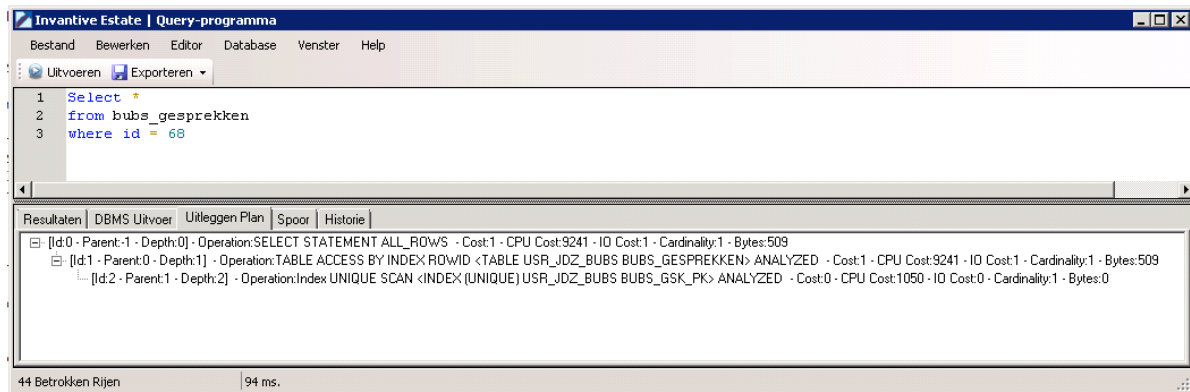 Invantive Estate | Query-programma
Bestand Bewerken Editor Database Venster Help
Uitvoeren Exporteren
1 Select *
2 from bubs_gesprekken
3 where id = 68
Resultaten DBMS Uitvoer Uitleggen Plan Spoor Historie
[Id:0 - Parent:-1 - Depth:0] - Operation:SELECT STATEMENT ALL_ROWS - Cost:1 - CPU Cost:9241 - IO Cost:1 - Cardinality:1 - Bytes:509
[Id:1 - Parent:0 - Depth:1] - Operation:TABLE ACCESS BY INDEX ROWID <TABLE USR_JDZ_BUBS BUBS_GESPREKKEN> ANALYZED - Cost:1 - CPU Cost:9241 - IO Cost:1 - Cardinality:1 - Bytes:509
[Id:2 - Parent:1 - Depth:2] - Operation:Index UNIQUE SCAN <INDEX (UNIQUE) USR_JDZ_BUBS BUBS_GSK_PK> ANALYZED - Cost:0 - CPU Cost:1050 - IO Cost:0 - Cardinality:1 - Bytes:0
44 Betrokken Rijen 94 ms.